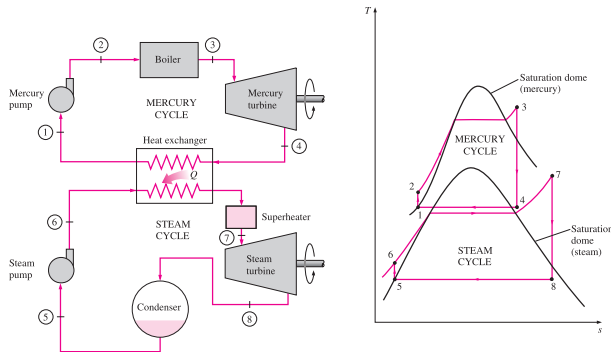 2
3
Boiler
Mercury
pump
MERCURY
CYCLE
Mercury
turbine
1
Heat exchanger
4
Q
6
STEAM
CYCLE
Superheater
7
Steam
pump
Steam
turbine
Condenser
5
8
T
Saturation dome
(mercury)
3
MERCURY
CYCLE
2
7
1
4
Saturation
dome
(steam)
STEAM
CYCLE
6
5
8
s